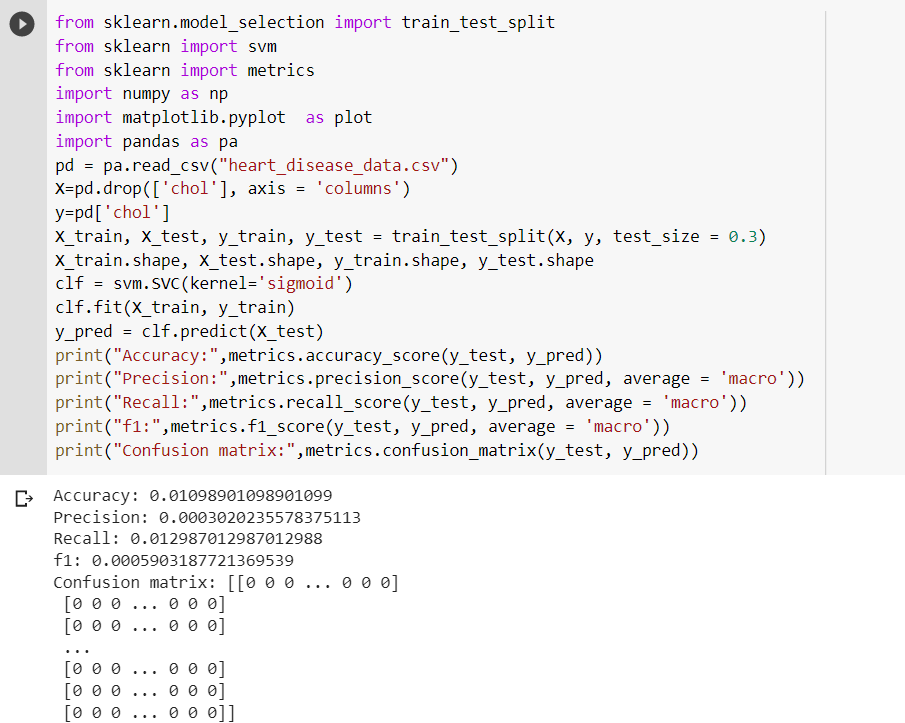 from sklearn.model_selection import train_test_split
from sklearn import svm
from sklearn import metrics
import numpy as np
import matplotlib.pyplot  as plot
import pandas as pa
pd = pa.read_csv("heart_disease_data.csv")
X=pd.drop(['chol'], axis = 'columns')
y=pd['chol']
X_train, X_test, y_train, y_test = train_test_split(X, y, test_size = 0.3)
X_train.shape, X_test.shape, y_train.shape, y_test.shape
clf = svm.SVC(kernel='sigmoid')
clf.fit(X_train, y_train)
y_pred = clf.predict(X_test)
print("Accuracy:",metrics.accuracy_score(y_test, y_pred))
print("Precision:",metrics.precision_score(y_test, y_pred, average = 'macro'))
print("Recall:",metrics.recall_score(y_test, y_pred, average = 'macro'))
print("f1:",metrics.f1_score(y_test, y_pred, average = 'macro'))
print("Confusion matrix:",metrics.confusion_matrix(y_test, y_pred))
Accuracy: 0.01098901098901099
Precision: 0.0003020235578375113
Recall: 0.012987012987012988
f1: 0.0005903187721369539
Confusion matrix: [[0 0 0 ... 0 0 0]
 [0 0 0 ... 0 0 0]
 [0 0 0 ... 0 0 0]
 ...
 [0 0 0 ... 0 0 0]
 [0 0 0 ... 0 0 0]
 [0 0 0 ... 0 0 0]]